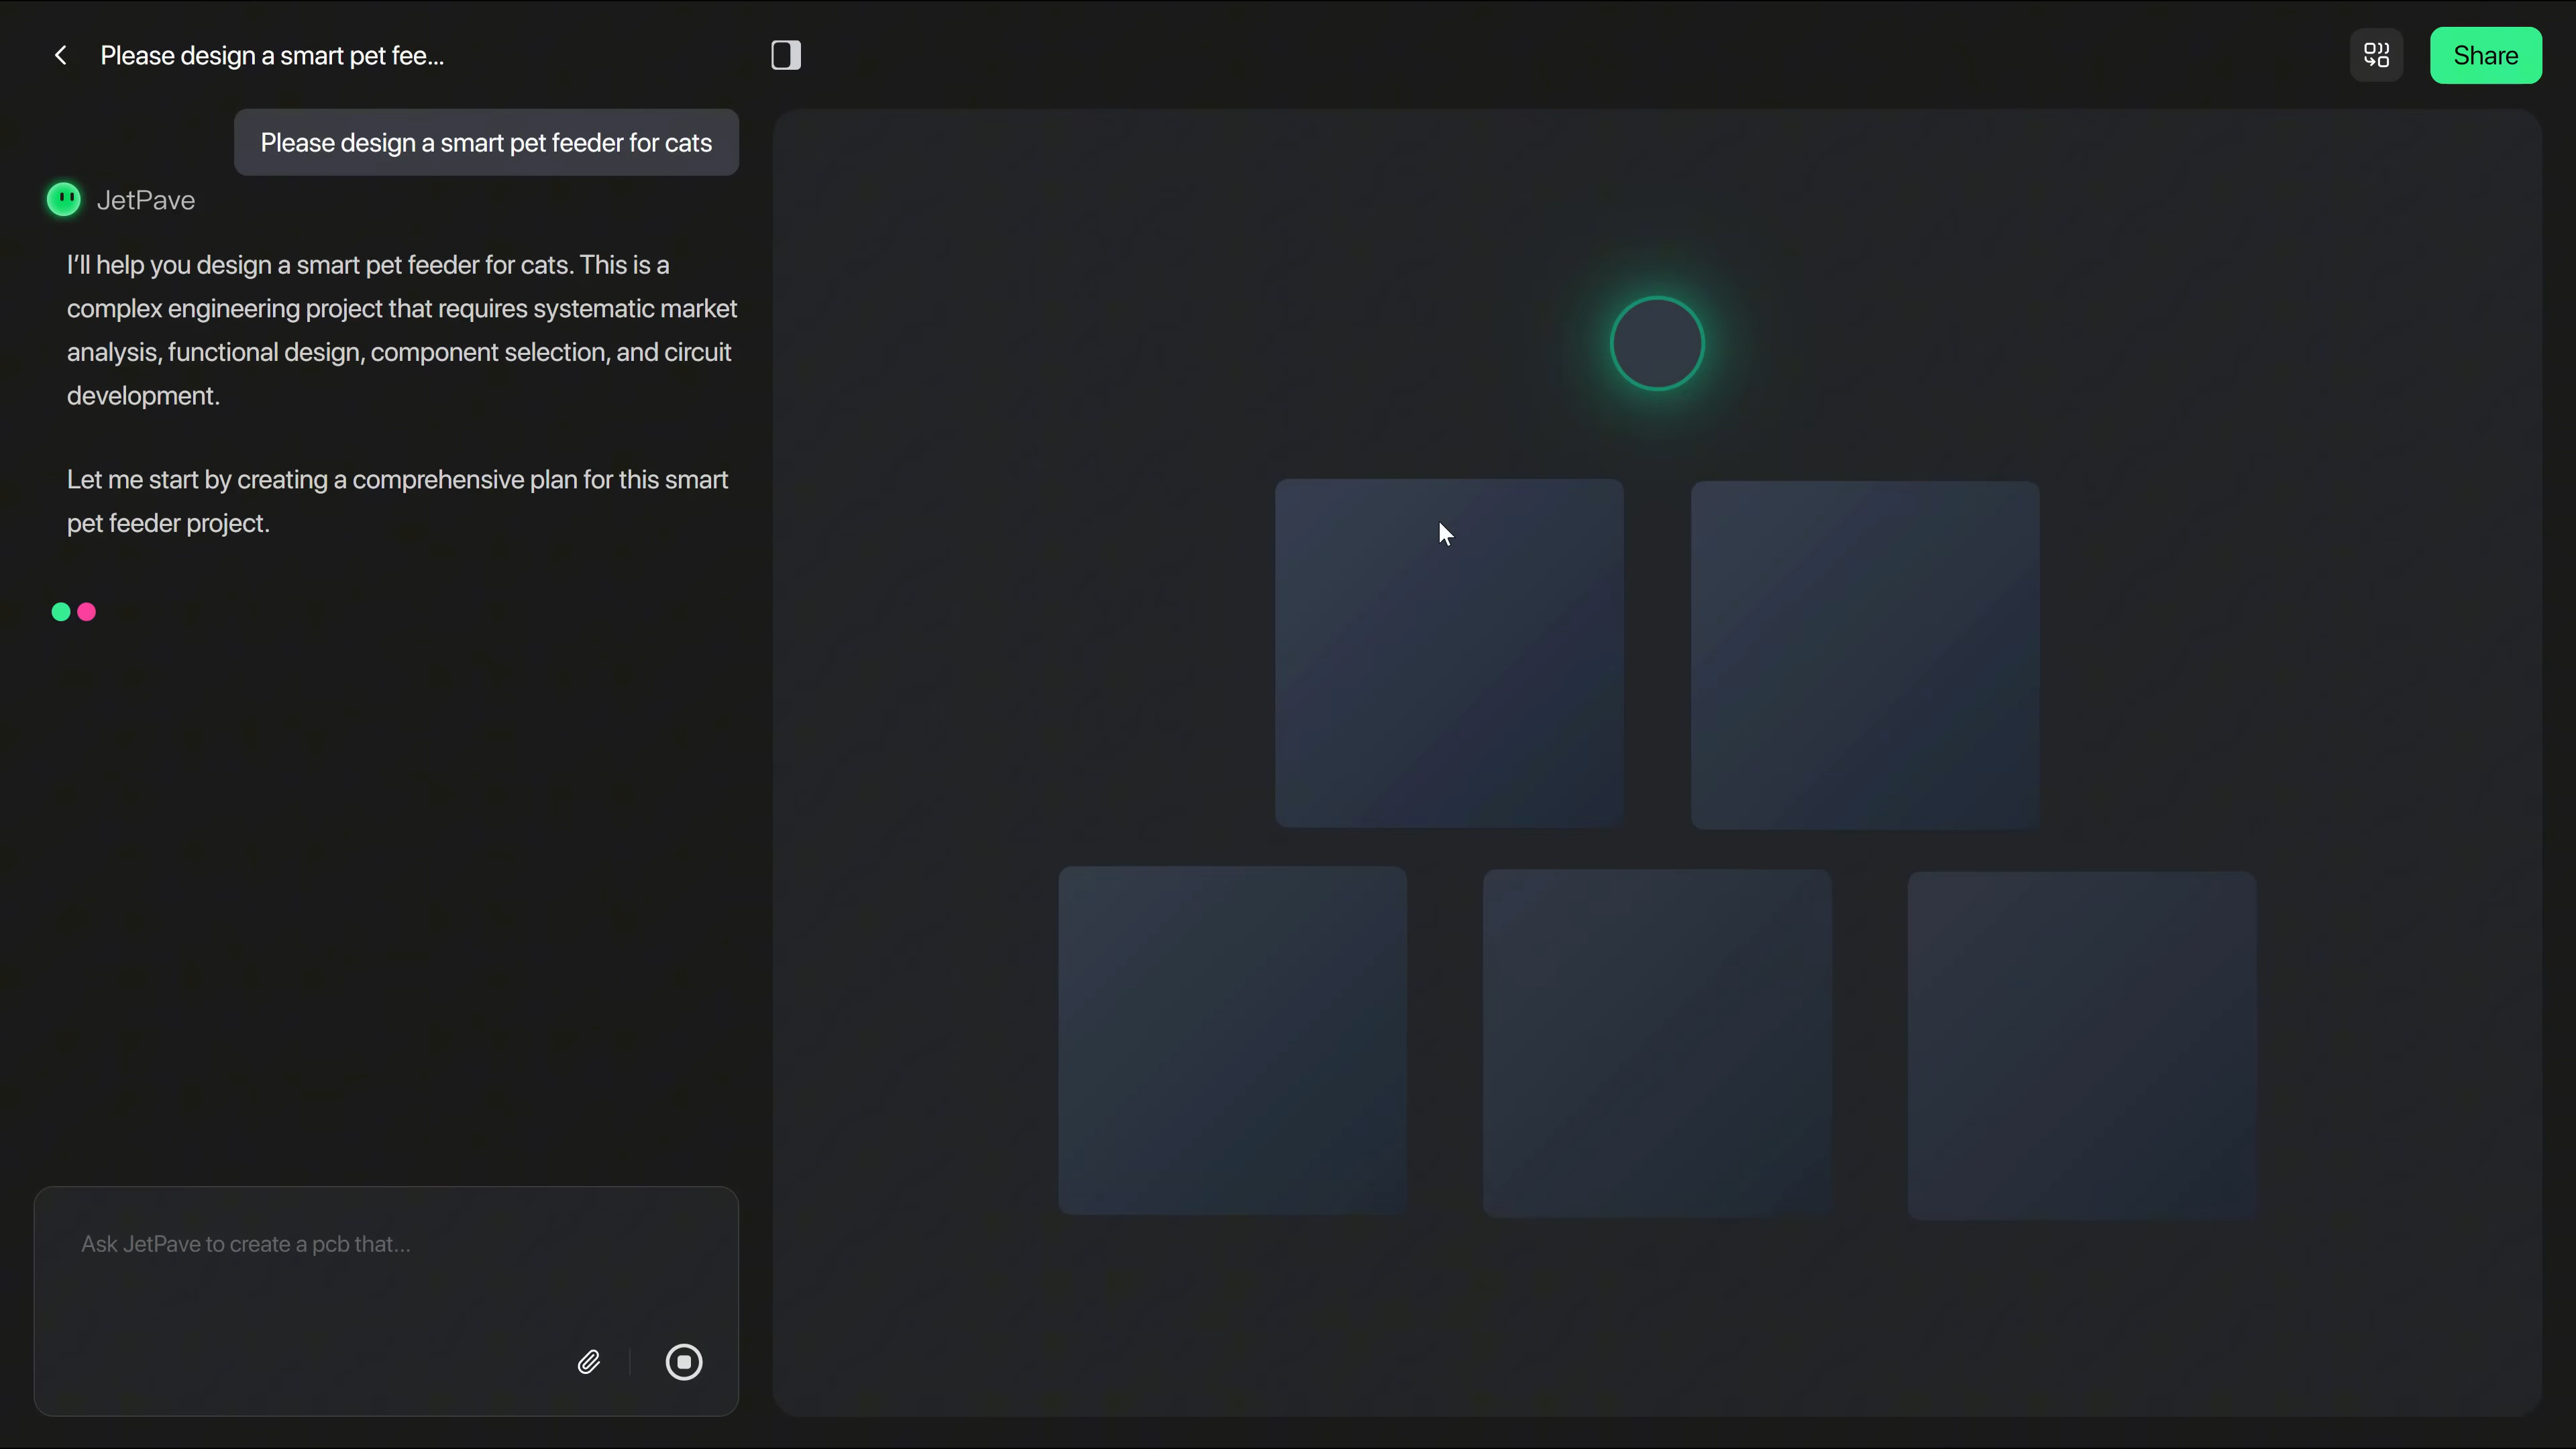 Please design a smart pet fee...
Share
Please design a smart pet feeder for cats
JetPave
I'll help you design a smart pet feeder for cats. This is a
complex engineering project that requires systematic market
analysis, functional design, component selection, and circuit
development.
Let me start by creating a comprehensive plan for this smart
pet feeder project.
Ask JetPave to create a pcb that...